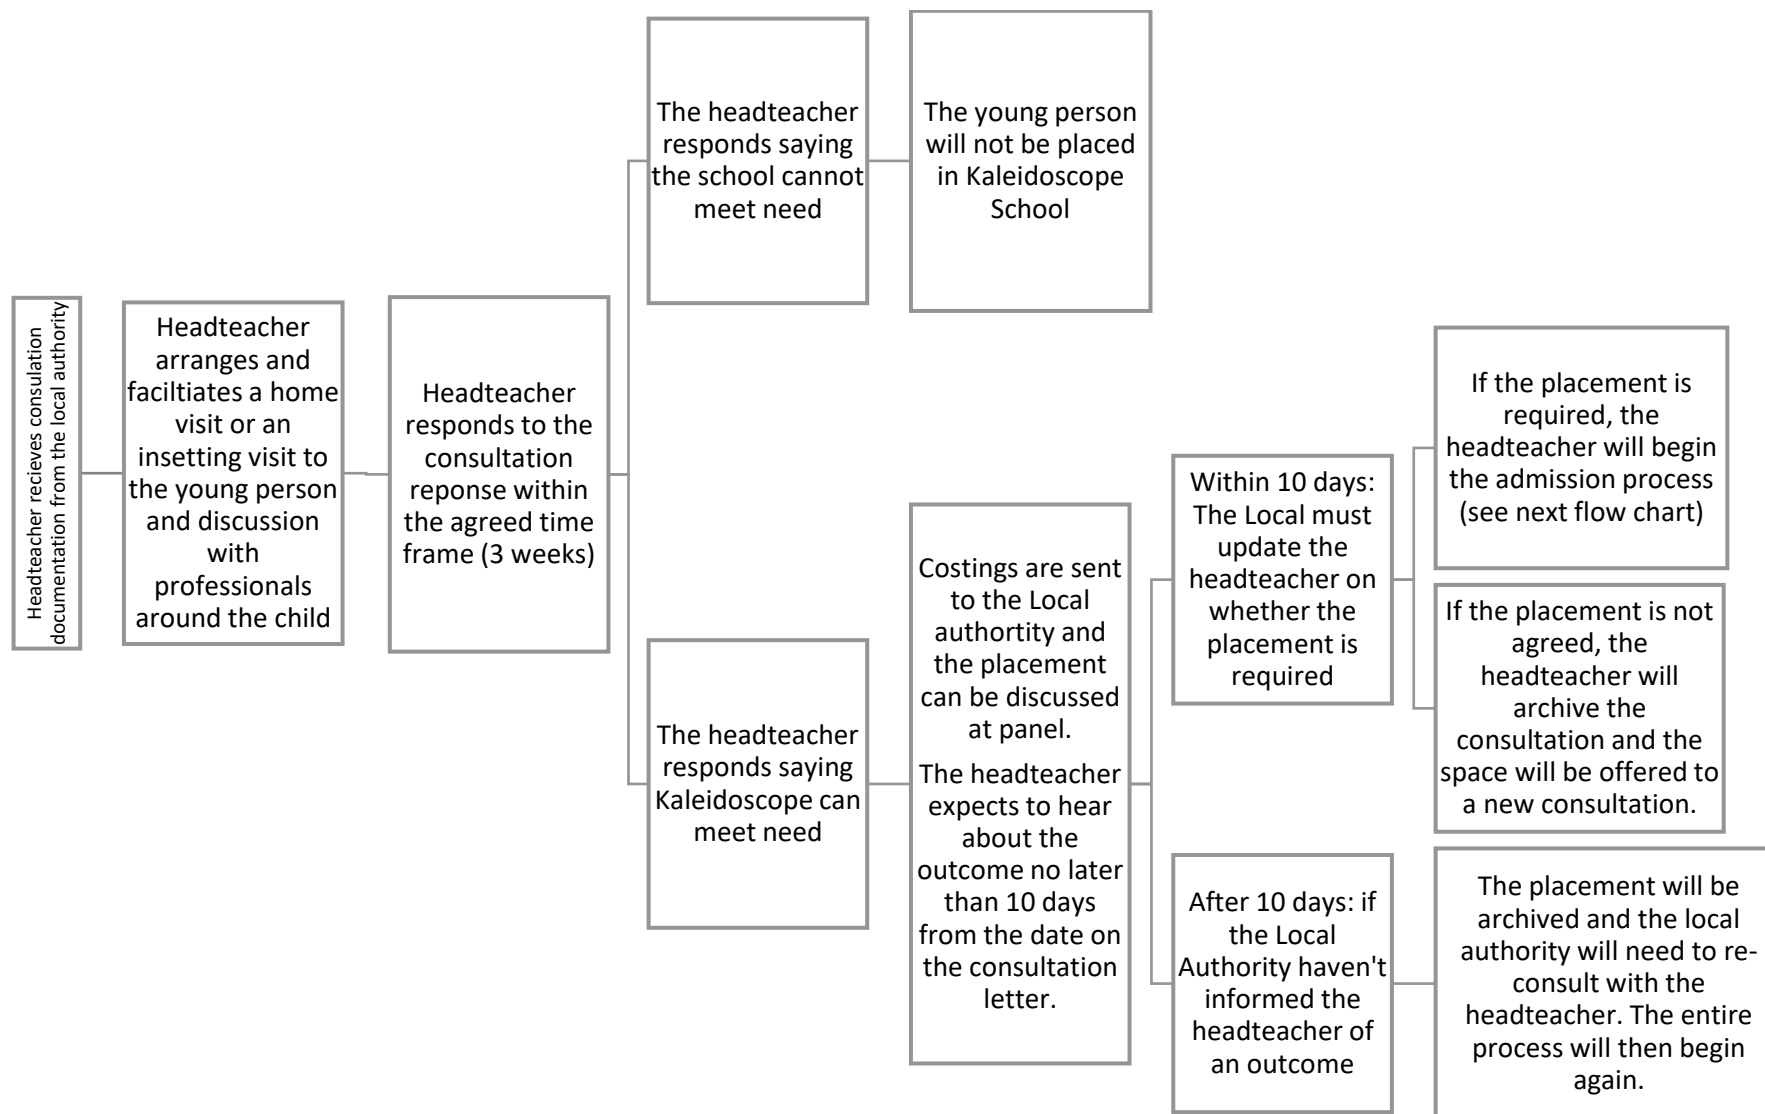 Headteacher recieves consulation
documentation from the local authority
Headteacher
arranges and
faciltiates a home
visit or an
insetting visit to
the young person
and discussion
with
professionals
around the child
Headteacher
responds to the
consultation
reponse within
the agreed time
frame (3 weeks)
The headteacher
responds saying
the school cannot
meet need
The young person
will not be placed
in Kaleidoscope
School
The headteacher
responds saying
Kaleidoscope can
meet need
Costings are sent
to the Local
authortity and
the placement
can be discussed
at panel.
The headteacher
expects to hear
about the
outcome no later
than 10 days
from the date on
the consultation
letter.
Within 10 days:
The Local must
update the
headteacher on
whether the
placement is
required
If the placement is
required, the
headteacher will begin
the admission process
(see next flow chart)
If the placement is not
agreed, the
headteacher will
archive the
consultation and the
space will be offered to
a new consultation.
After 10 days: if
the Local
Authority haven't
informed the
headteacher of
an outcome
The placement will be
archived and the local
authority will need to re-
consult with the
headteacher. The entire
process will then begin
again.